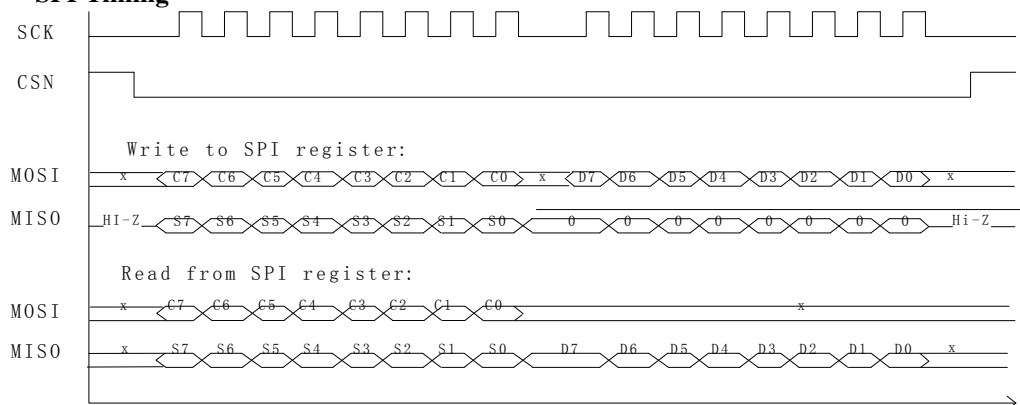 SPI Timing
SCK
CSN
Write to SPI register:
MOSI x C7 C6 C5 C4 C3 C2 C1 C0 x D7 D6 D5 D4 D3 D2 D1 D0 x
MISO HI-Z S7 S6 S5 S4 S3 S2 S1 S0 0 0 0 0 0 0 0 0 Hi-Z
Read from SPI register:
MOSI x C7 C6 C5 C4 C3 C2 C1 C0 x
MISO x S7 S6 S5 S4 S3 S2 S1 S0 D7 D6 D5 D4 D3 D2 D1 D0 x